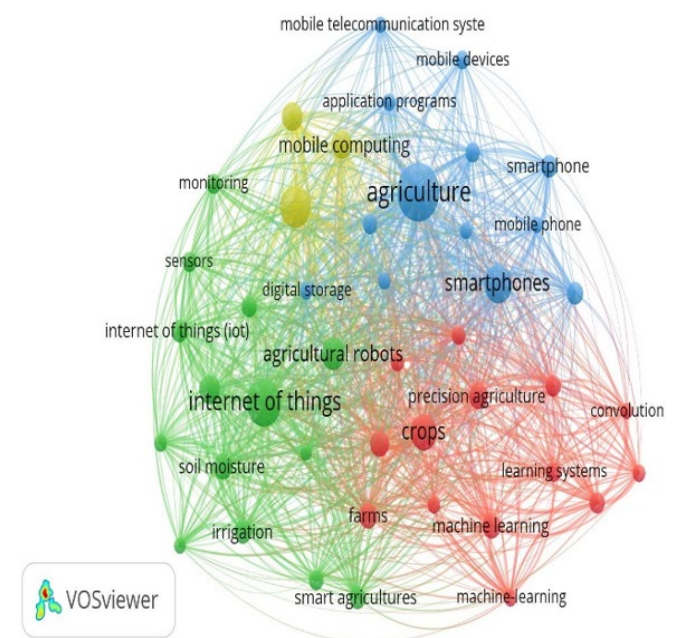 mobile telecommunication syste
mobile devices
application programs
mobile computing
smartphone
monitoring
agriculture
mobile phone
sensors
smartphones
digital storage
internet of things (iot)
agricultural robots
precision agriculture
internet of things
convolution
crops
soil moisture
learning systems
farms
machine learning
irrigation
smart agricultures
machine-learning
VOSviewer